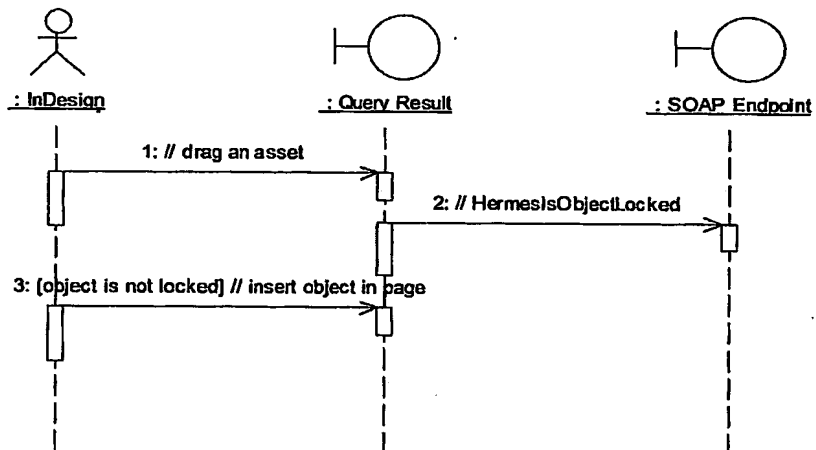 : InDesign
: Query Result
: SOAP Endpoint
1: // drag an asset
2: // HermesIsObjectLocked
3: [object is not locked] // insert object in page